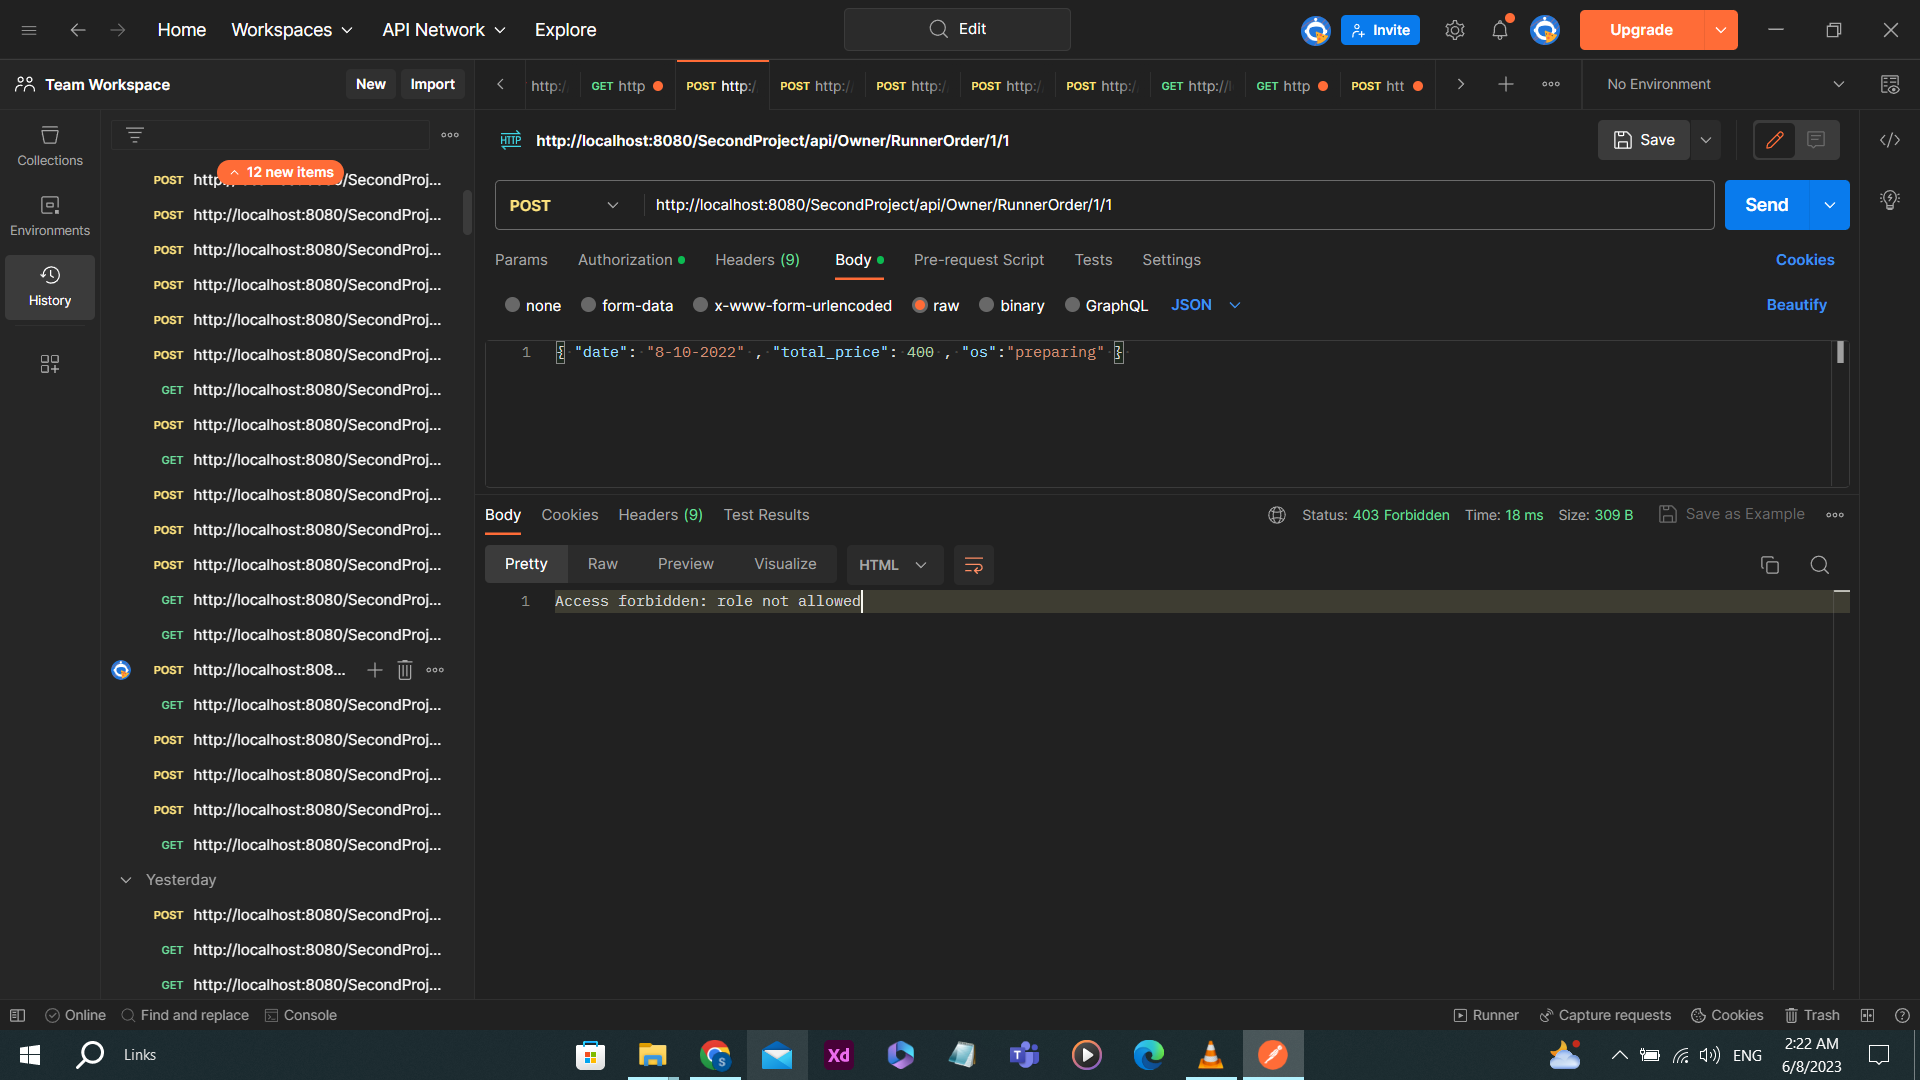 Home
Workspaces
API Network
Explore
Edit
Invite
Upgrade
Team Workspace
New
Import
http:/
GET http
POST http:/
POST http:/
POST http:/
POST http:/
POST http:/
GET http://
GET http
POST htt
No Environment
Collections
Environments
History
12 new items
POST http://localhost:8080/SecondProj...
POST http://localhost:8080/SecondProj...
POST http://localhost:8080/SecondProj...
POST http://localhost:8080/SecondProj...
POST http://localhost:8080/SecondProj...
GET http://localhost:8080/SecondProj...
POST http://localhost:8080/SecondProj...
GET http://localhost:8080/SecondProj...
POST http://localhost:8080/SecondProj...
POST http://localhost:8080/SecondProj...
POST http://localhost:8080/SecondProj...
GET http://localhost:8080/SecondProj...
GET http://localhost:8080/SecondProj...
POST http://localhost:808...
GET http://localhost:8080/SecondProj...
POST http://localhost:8080/SecondProj...
POST http://localhost:8080/SecondProj...
POST http://localhost:8080/SecondProj...
GET http://localhost:8080/SecondProj...
Yesterday
POST http://localhost:8080/SecondProj...
GET http://localhost:8080/SecondProj...
GET http://localhost:8080/SecondProj...
HTTP http://localhost:8080/SecondProject/api/Owner/RunnerOrder/1/1
Save
POST
http://localhost:8080/SecondProject/api/Owner/RunnerOrder/1/1
Send
Params
Authorization
Headers (9)
Body
Pre-request Script
Tests
Settings
Cookies
none
form-data
x-www-form-urlencoded
raw
binary
GraphQL
JSON
Beautify
1 { "date": "8-10-2022" , "total_price": 400 , "os":"preparing" }
Body
Cookies
Headers (9)
Test Results
Status: 403 Forbidden
Time: 18 ms
Size: 309 B
Save as Example
Pretty
Raw
Preview
Visualize
HTML
1 Access forbidden: role not allowed
Online
Find and replace
Console
Runner
Capture requests
Cookies
Trash
Links
Xd
S
ENG
2:22 AM
6/8/2023